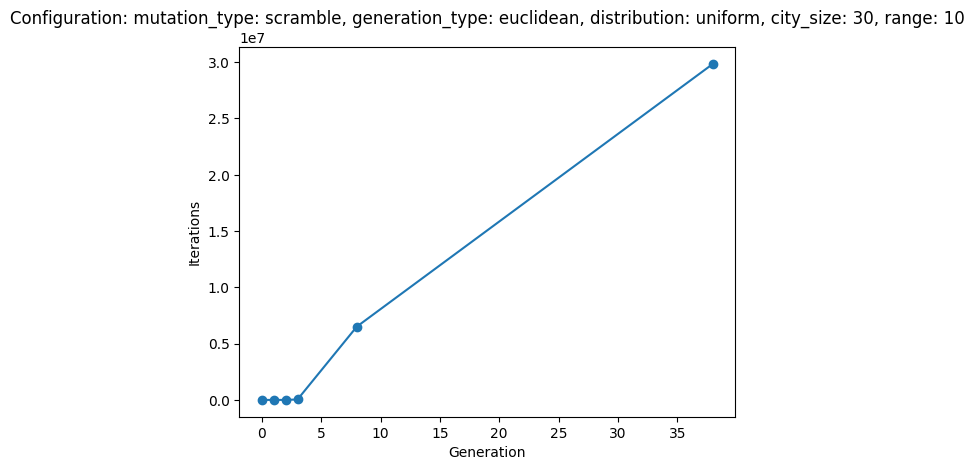 Configuration: mutation_type: scramble, generation_type: euclidean, distribution: uniform, city_size: 30, range: 10
1e7
3.0
2.5
2.0
1.5
1.0
0.5
0.0
Iterations
0 5 10 15 20 25 30 35
Generation